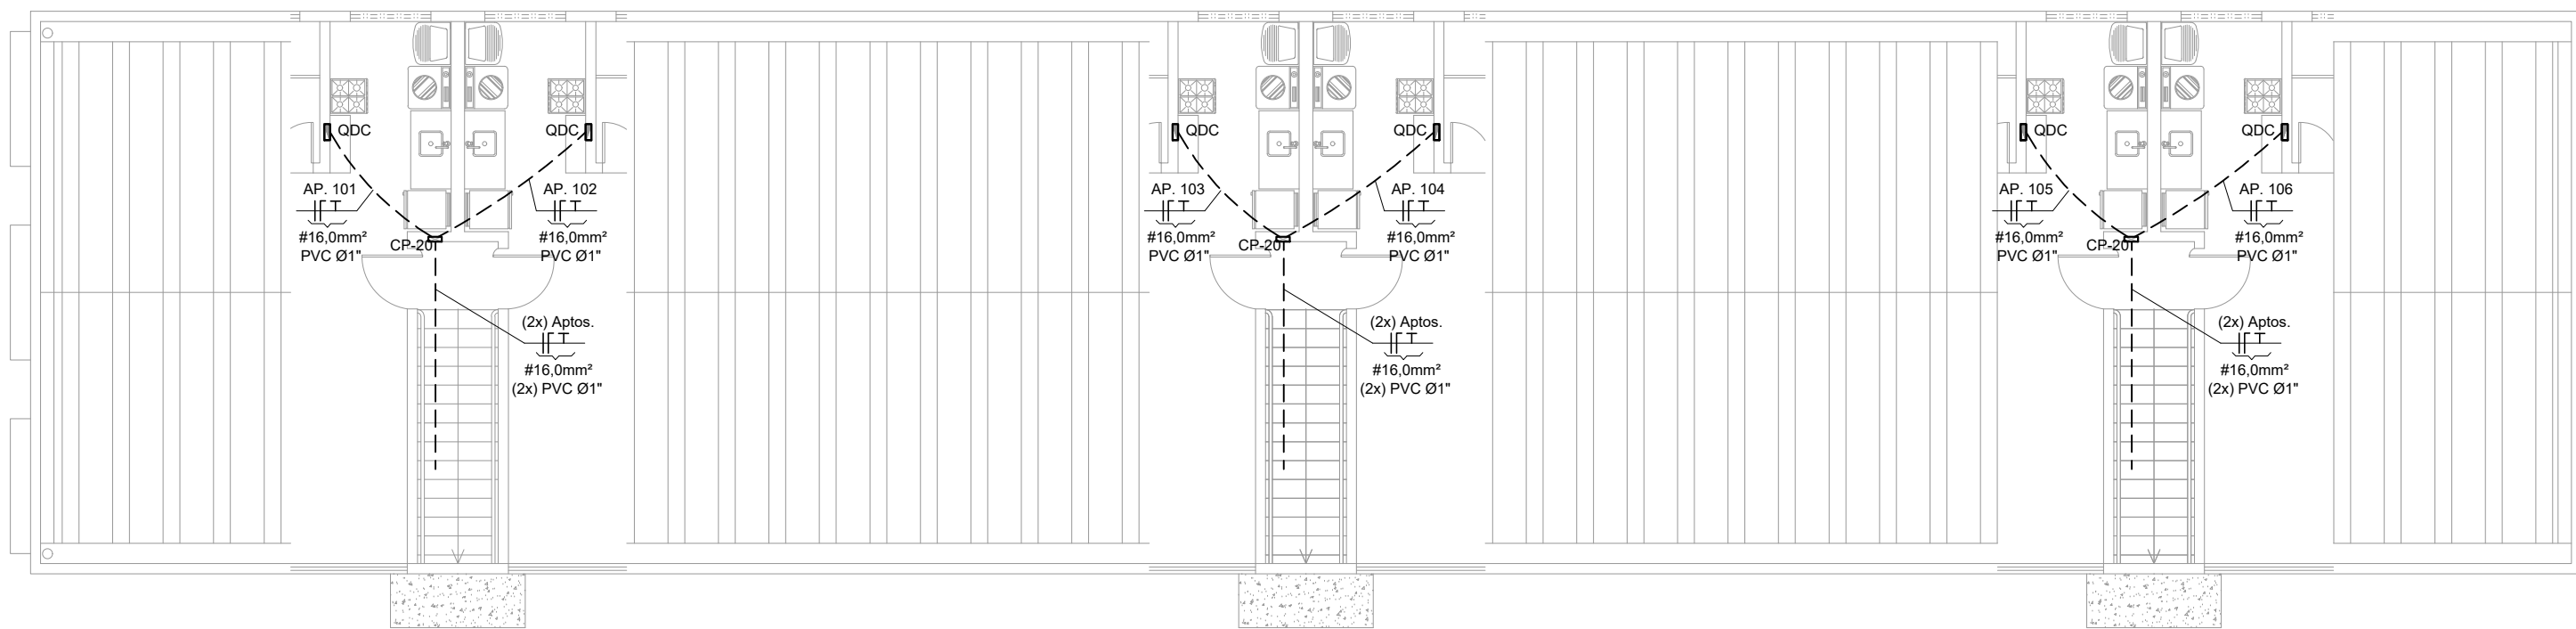 QDC
QDC
AP. 101
#16,0mm²
PVC Ø1"
AP. 102
#16,0mm²
PVC Ø1"
CP-20
(2x) Aptos.
#16,0mm²
(2x) PVC Ø1"
QDC
QDC
AP. 103
#16,0mm²
PVC Ø1"
AP. 104
#16,0mm²
PVC Ø1"
CP-20
(2x) Aptos.
#16,0mm²
(2x) PVC Ø1"
QDC
QDC
AP. 105
#16,0mm²
PVC Ø1"
AP. 106
#16,0mm²
PVC Ø1"
CP-20
(2x) Aptos.
#16,0mm²
(2x) PVC Ø1"